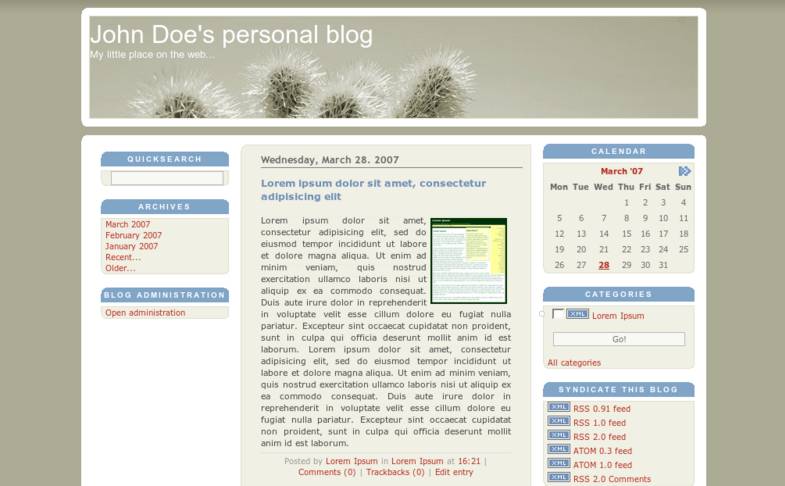 John Doe's personal blog
My little place on the web...
QUICKSEARCH
ARCHIVES
March 2007
February 2007
January 2007
Recent...
Older...
BLOG ADMINISTRATION
Open administration
Wednesday, March 28. 2007
Lorem ipsum dolor sit amet, consectetur
adipisicing elit
Lorem ipsum dolor sit amet,
consectetur adipisicing elit, sed do
eiusmod tempor incididunt ut labore
et dolore magna aliqua. Ut enim ad
minim veniam, quis nostrud
exercitation ullamco laboris nisi ut
aliquip ex ea commodo consequat.
Duis aute irure dolor in reprehenderit
in voluptate velit esse cillum dolore eu fugiat nulla
pariatur. Excepteur sint occaecat cupidatat non proident,
sunt in culpa qui officia deserunt mollit anim id est
laborum. Lorem ipsum dolor sit amet, consectetur
adipisicing elit, sed do eiusmod tempor incididunt ut
labore et dolore magna aliqua. Ut enim ad minim veniam,
quis nostrud exercitation ullamco laboris nisi ut aliquip ex
ea commodo consequat. Duis aute irure dolor in
reprehenderit in voluptate velit esse cillum dolore eu
fugiat nulla pariatur. Excepteur sint occaecat cupidatat
non proident, sunt in culpa qui officia deserunt mollit
anim id est laborum.
Posted by Lorem Ipsum in Lorem Ipsum at 16:21 |
Comments (0) | Trackbacks (0) | Edit entry
CALENDAR
March '07
Mon Tue Wed Thu Fri Sat Sun
1 2 3 4
5 6 7 8 9 10 11
12 13 14 15 16 17 18
19 20 21 22 23 24 25
26 27 28 29 30 31
CATEGORIES
XML Lorem Ipsum
Go!
All categories
SYNDICATE THIS BLOG
XML RSS 0.91 feed
XML RSS 1.0 feed
XML RSS 2.0 feed
XML ATOM 0.3 feed
XML ATOM 1.0 feed
XML RSS 2.0 Comments